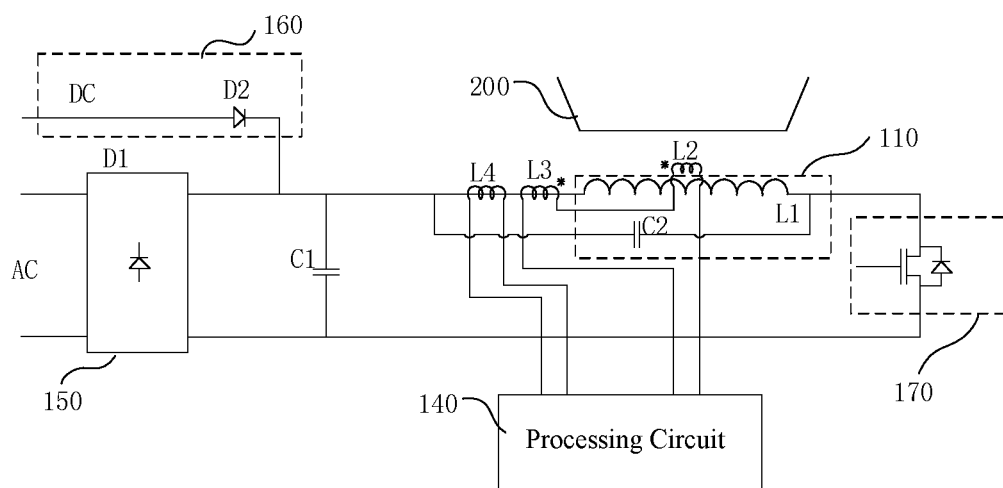 160
DC
D2
200
110
D1
L4
L3
*
*
L2
L1
C2
AC
C1
150
140
170
Processing Circuit